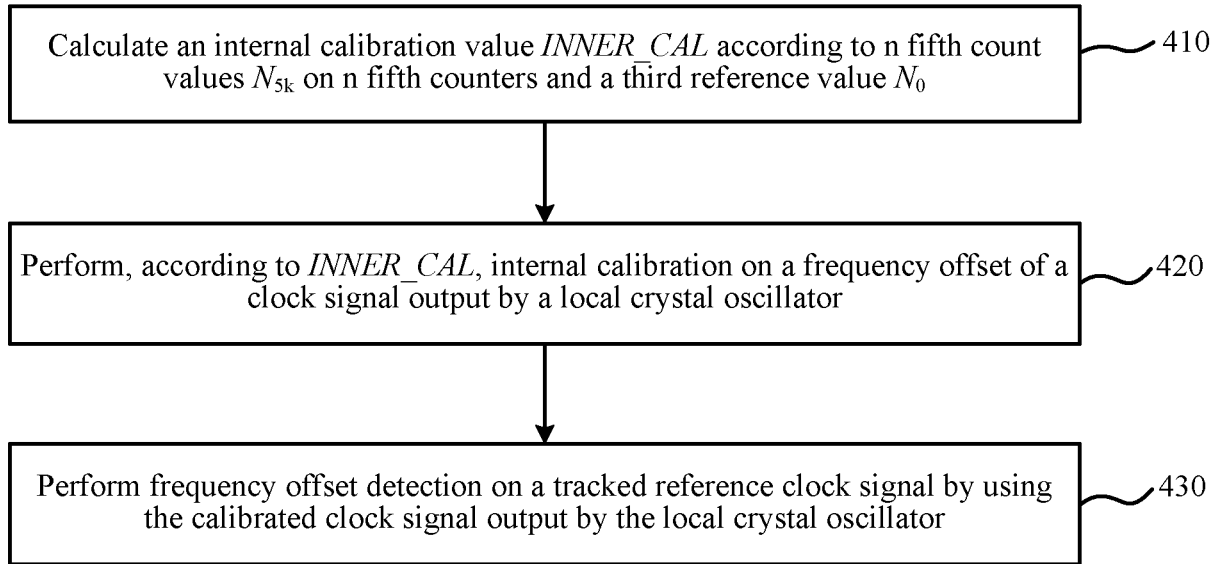 Calculate an internal calibration value INNER_CAL according to n fifth count
values N5k on n fifth counters and a third reference value N0
410
Perform, according to INNER_CAL, internal calibration on a frequency offset of a
clock signal output by a local crystal oscillator
420
Perform frequency offset detection on a tracked reference clock signal by using
the calibrated clock signal output by the local crystal oscillator
430